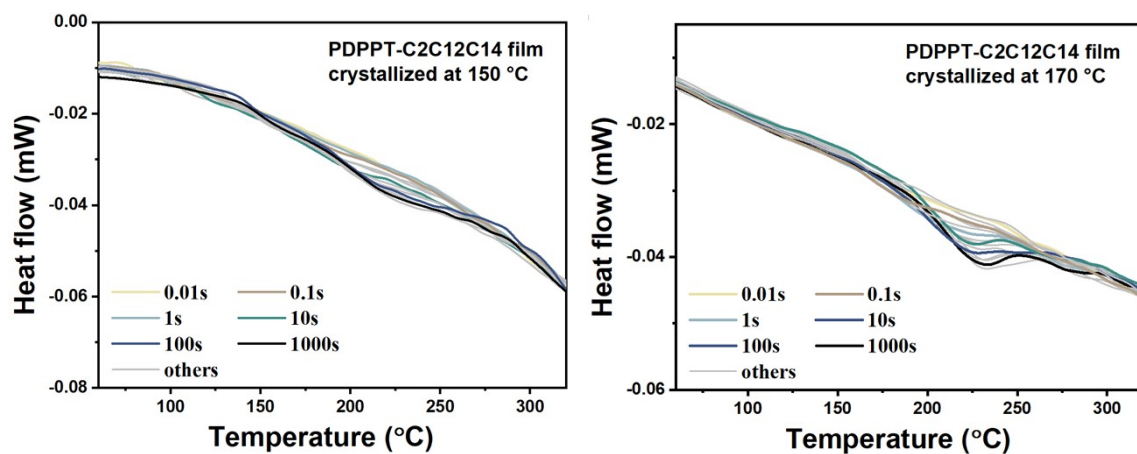 0.00
-0.02
-0.04
-0.06
-0.08
Heat flow (mW)
PDPPT-C2C12C14 film
crystallized at 150 °C
0.01s 0.1s
1s 10s
100s 1000s
others
100 150 200 250 300
Temperature (°C)
-0.02
-0.04
-0.06
Heat flow (mW)
PDPPT-C2C12C14 film
crystallized at 170 °C
0.01s 0.1s
1s 10s
100s 1000s
others
100 150 200 250 300
Temperature (°C)